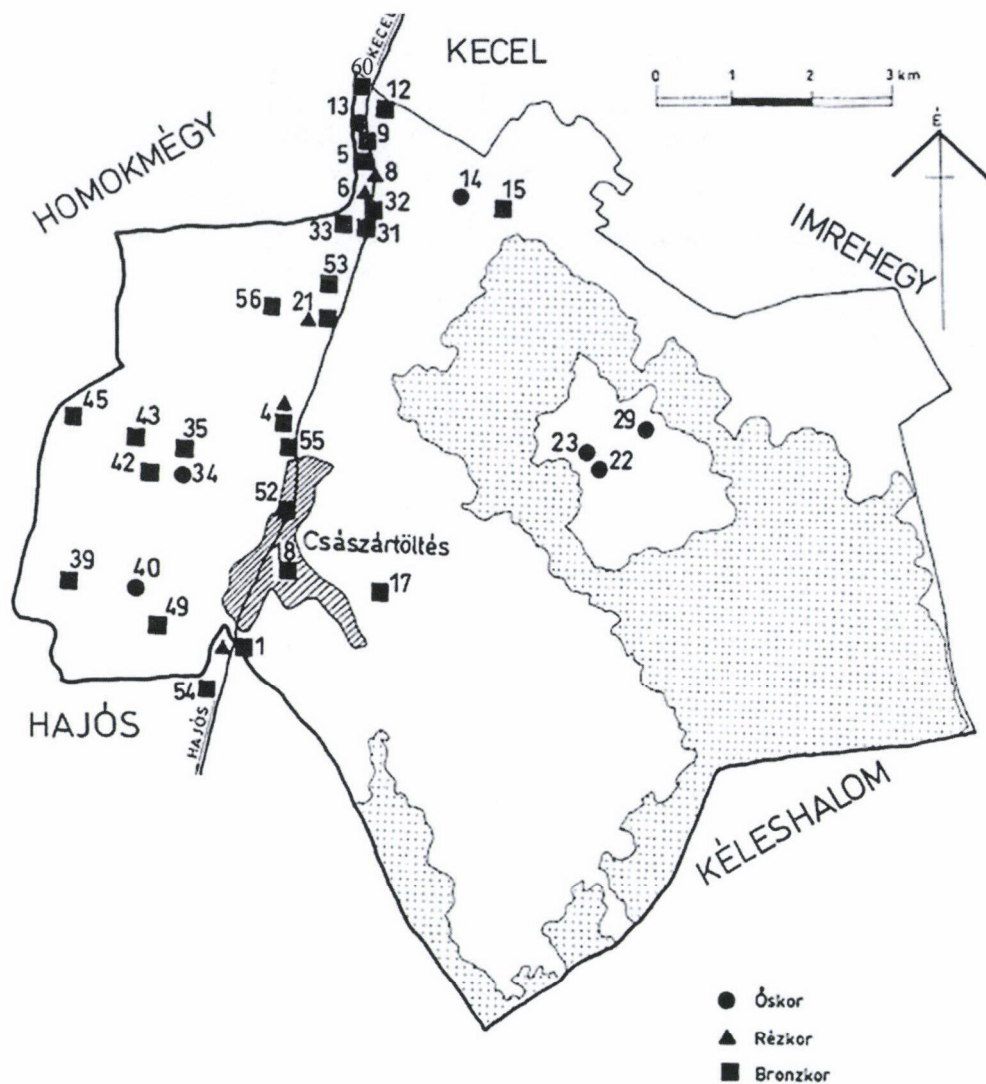 KECEL
KECEL
0 1 2 3 km
É
HOMOKMÉGY
IMREHEGY
60
12
13
9
5
8
6
14
15
32
33
31
53
56
21
45
43
35
4
55
42
34
29
23
22
52
Császártöltés
18
17
39
40
49
1
54
HAJÓS
HAJÓS
KÉLESHALOM
Óskor
Rézkor
Bronzkor